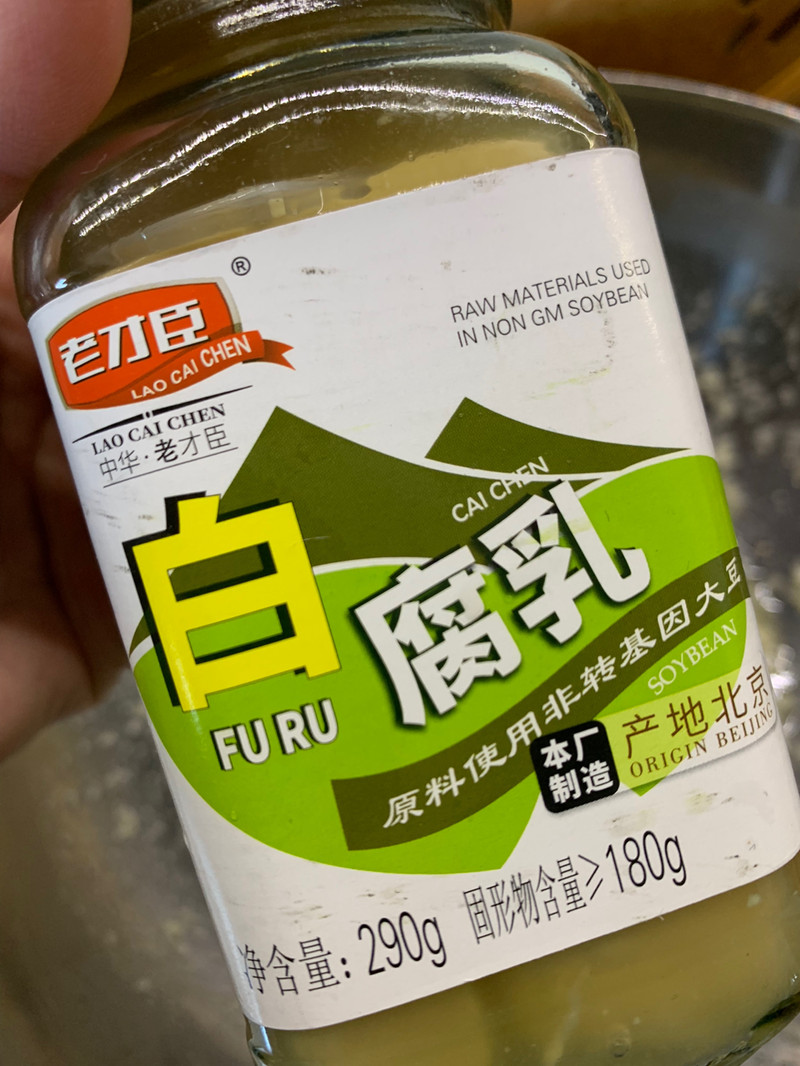 ®
老才臣
LAO CAI CHEN
LAO CAI CHEN
中华·老才臣
RAW MATERIALS USED
IN NON GM SOYBEAN
CAI CHEN
白腐乳
FU RU
原料使用非转基因大豆
SOYBEAN
本厂
制造
产地北京
ORIGIN BEIJING
净含量:290g 固形物含量≥180g